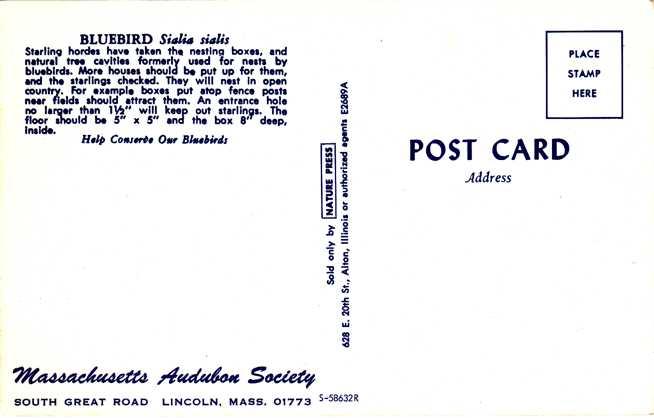 BLUEBIRD Sialia sialis
Starling hordes have taken the nesting boxes, and
natural tree cavities formerly used for nests by
bluebirds. More houses should be put up for them,
and the starlings checked. They will nest in open
country. For example boxes put atop fence posts
near fields should attract them. An entrance hole
no larger than 1½" will keep out starlings. The
floor should be 5" x 5" and the box 8" deep,
inside.
Help Conserve Our Bluebirds
Massachusetts Audubon Society
SOUTH GREAT ROAD LINCOLN, MASS. 01773
S-58632R
Sold only by NATURE PRESS
628 E. 20th St., Alton, Illinois or authorized agents E2689A
PLACE
STAMP
HERE
POST CARD
Address